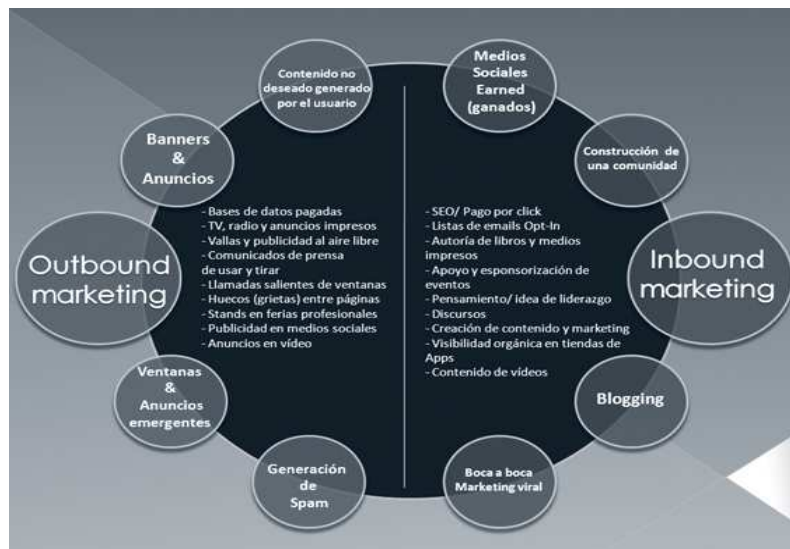 Contenido no
deseado generado
por el usuario
Banners
&
Anuncios
Outbound
marketing
Ventanas
&
Anuncios
emergentes
Generación
de
Spam
- Bases de datos pagadas
- TV, radio y anuncios impresos
- Vallas y publicidad al aire libre
- Comunicados de prensa
de usar y tirar
- Llamadas salientes de ventanas
- Huecos (grietas) entre páginas
- Stands en ferias profesionales
- Publicidad en medios sociales
- Anuncios en vídeo
- SEO/ Pago por click
- Listas de emails Opt-In
- Autoría de libros y medios
impresos
- Apoyo y esponsorización de
eventos
- Pensamiento/ idea de liderazgo
- Discursos
- Creación de contenido y marketing
- Visibilidad orgánica en tiendas de
Apps
- Contenido de vídeos
Medios
Sociales
Earned
(ganados)
Construcción de
una comunidad
Inbound
marketing
Blogging
Boca a boca
Marketing viral